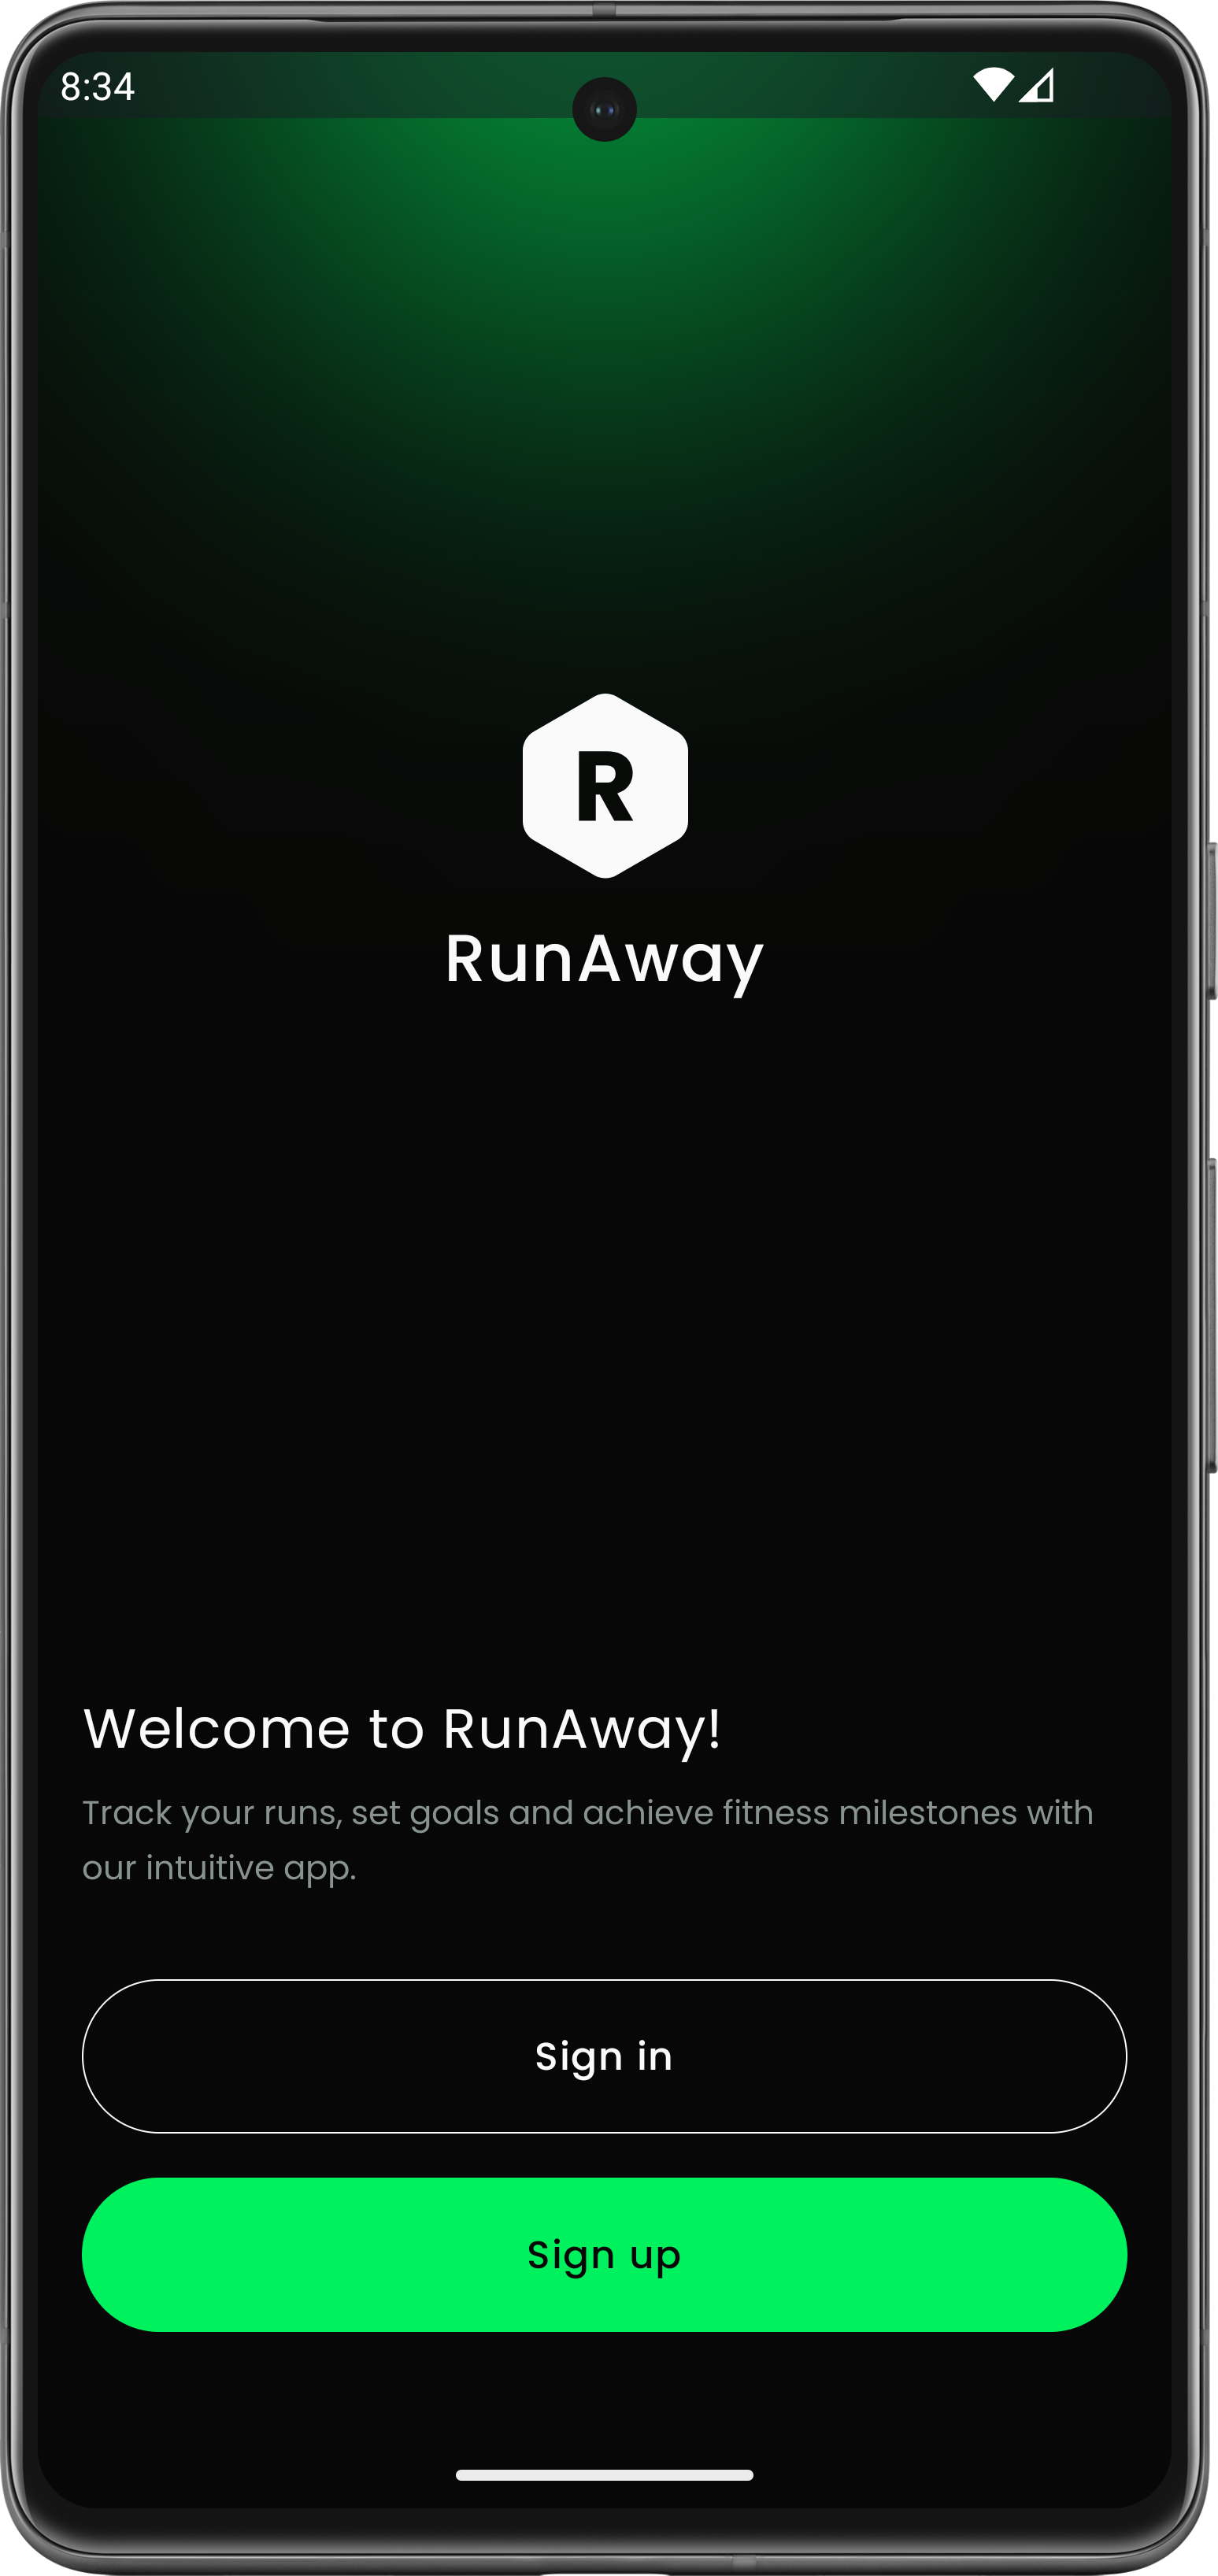 8:34
R
RunAway
Welcome to RunAway!
Track your runs, set goals and achieve fitness milestones with
our intuitive app.
Sign in
Sign up